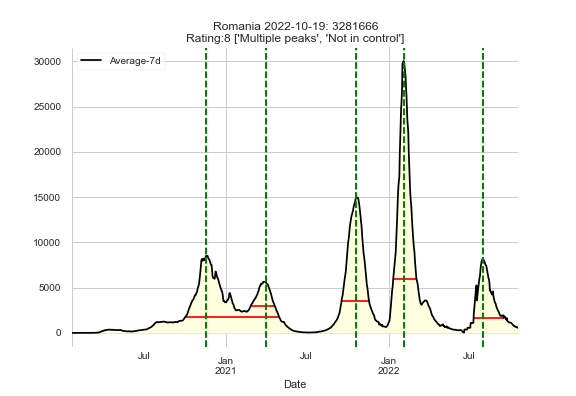 Romania 2022-10-19: 3281666
Rating:8 ['Multiple peaks', 'Not in control']
Average-7d
30000
25000
20000
15000
10000
5000
0
Jul
Jan
2021
Jul
Jan
2022
Jul
Date